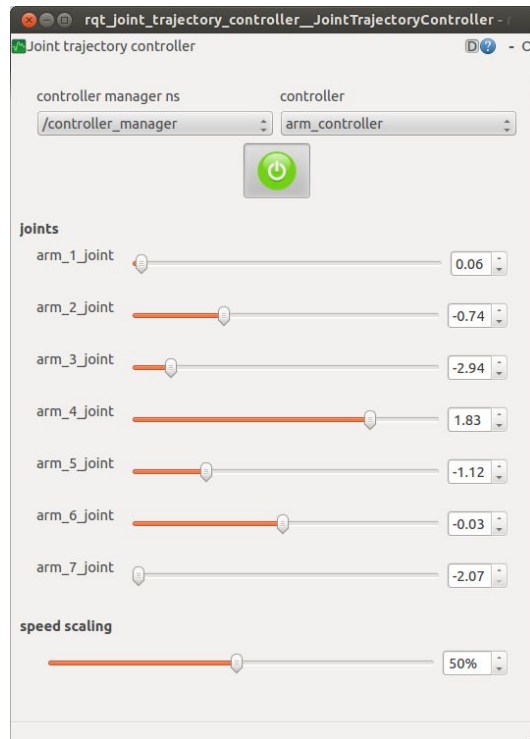 rqt_joint_trajectory_controller__JointTrajectoryController -
Joint trajectory controller D ? - O
controller manager ns controller
/controller_manager arm_controller
joints
arm_1_joint 0.06
arm_2_joint -0.74
arm_3_joint -2.94
arm_4_joint 1.83
arm_5_joint -1.12
arm_6_joint -0.03
arm_7_joint -2.07
speed scaling
50%